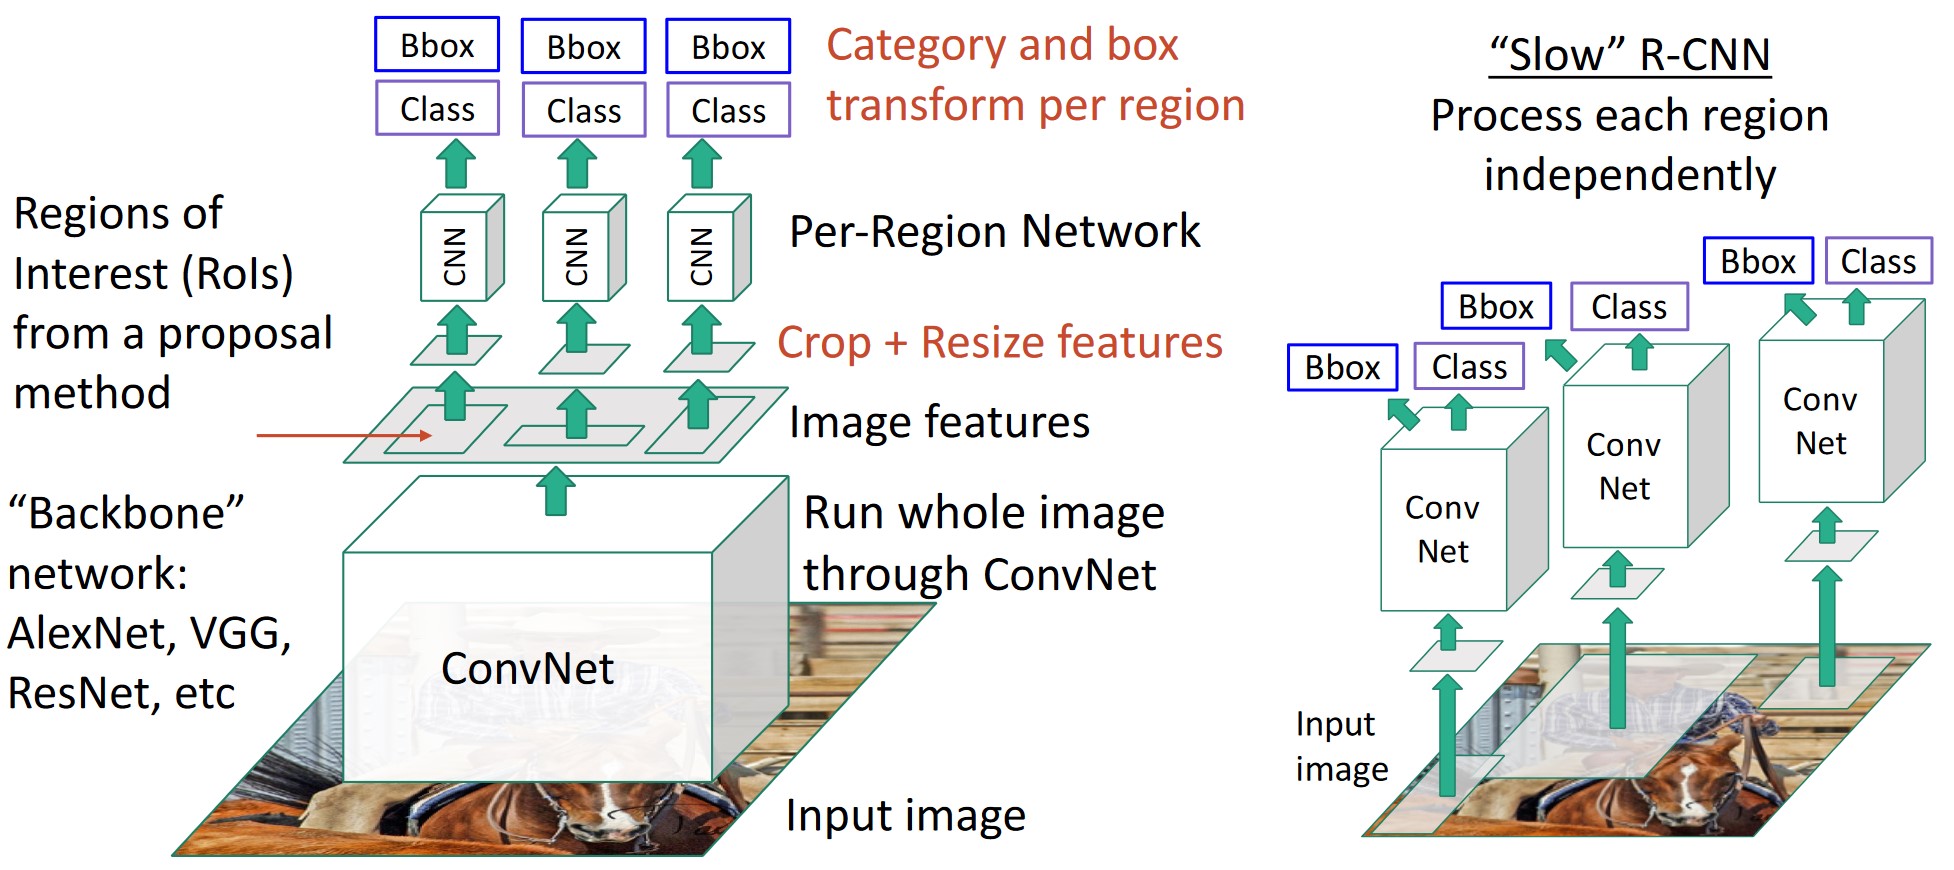 Bbox Bbox Bbox
Class Class Class
Category and box
transform per region
CNN CNN CNN
Per-Region Network
Regions of
Interest (RoIs)
from a proposal
method
Crop + Resize features
Image features
“Backbone”
network:
AlexNet, VGG,
ResNet, etc
Run whole image
through ConvNet
ConvNet
Input image
“Slow” R-CNN
Process each region
independently
Bbox Class
Bbox Class
Bbox Class
Conv
Net
Conv
Net
Conv
Net
Input
image